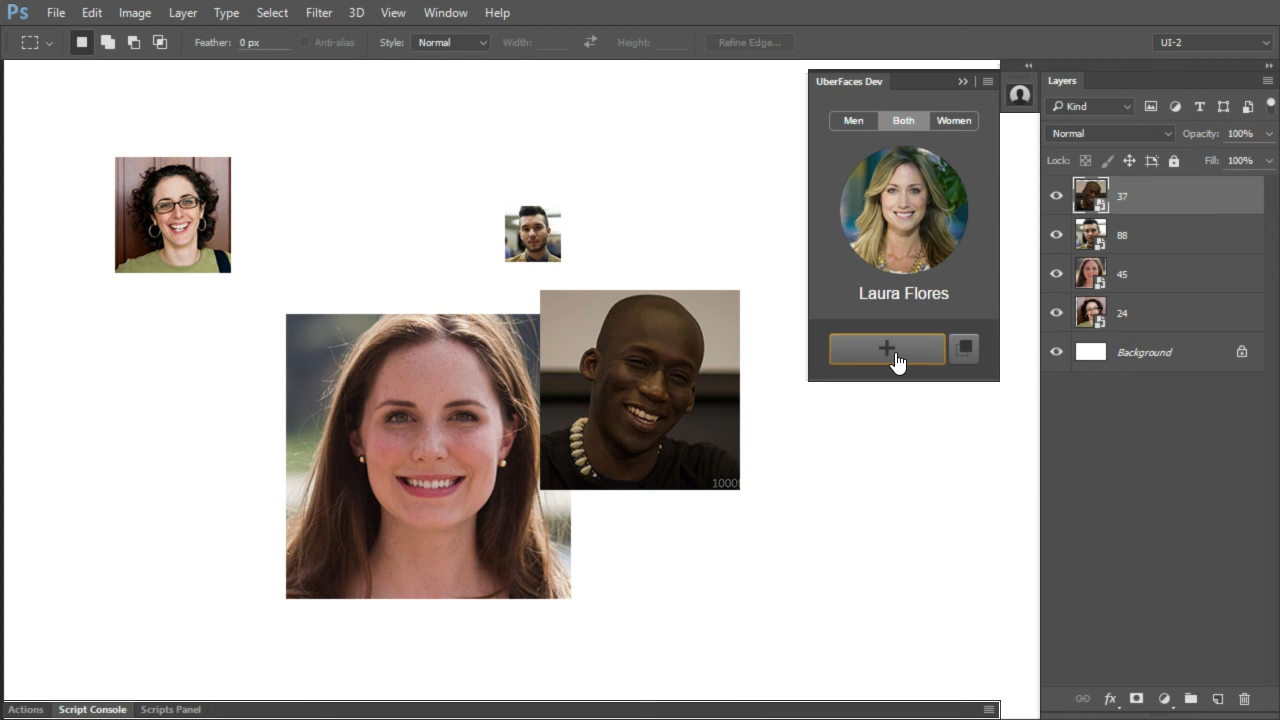 Ps File Edit Image Layer Type Select Filter 3D View Window Help
Feather: 0 px Anti-alias Style: Normal Width: Height: Refine Edge... UI-2
UberFaces Dev
Men Both Women
Laura Flores
1000
Layers
Kind
Normal Opacity: 100%
Lock: Fill: 100%
37
88
45
24
Background
fx
Actions Script Console Scripts Panel